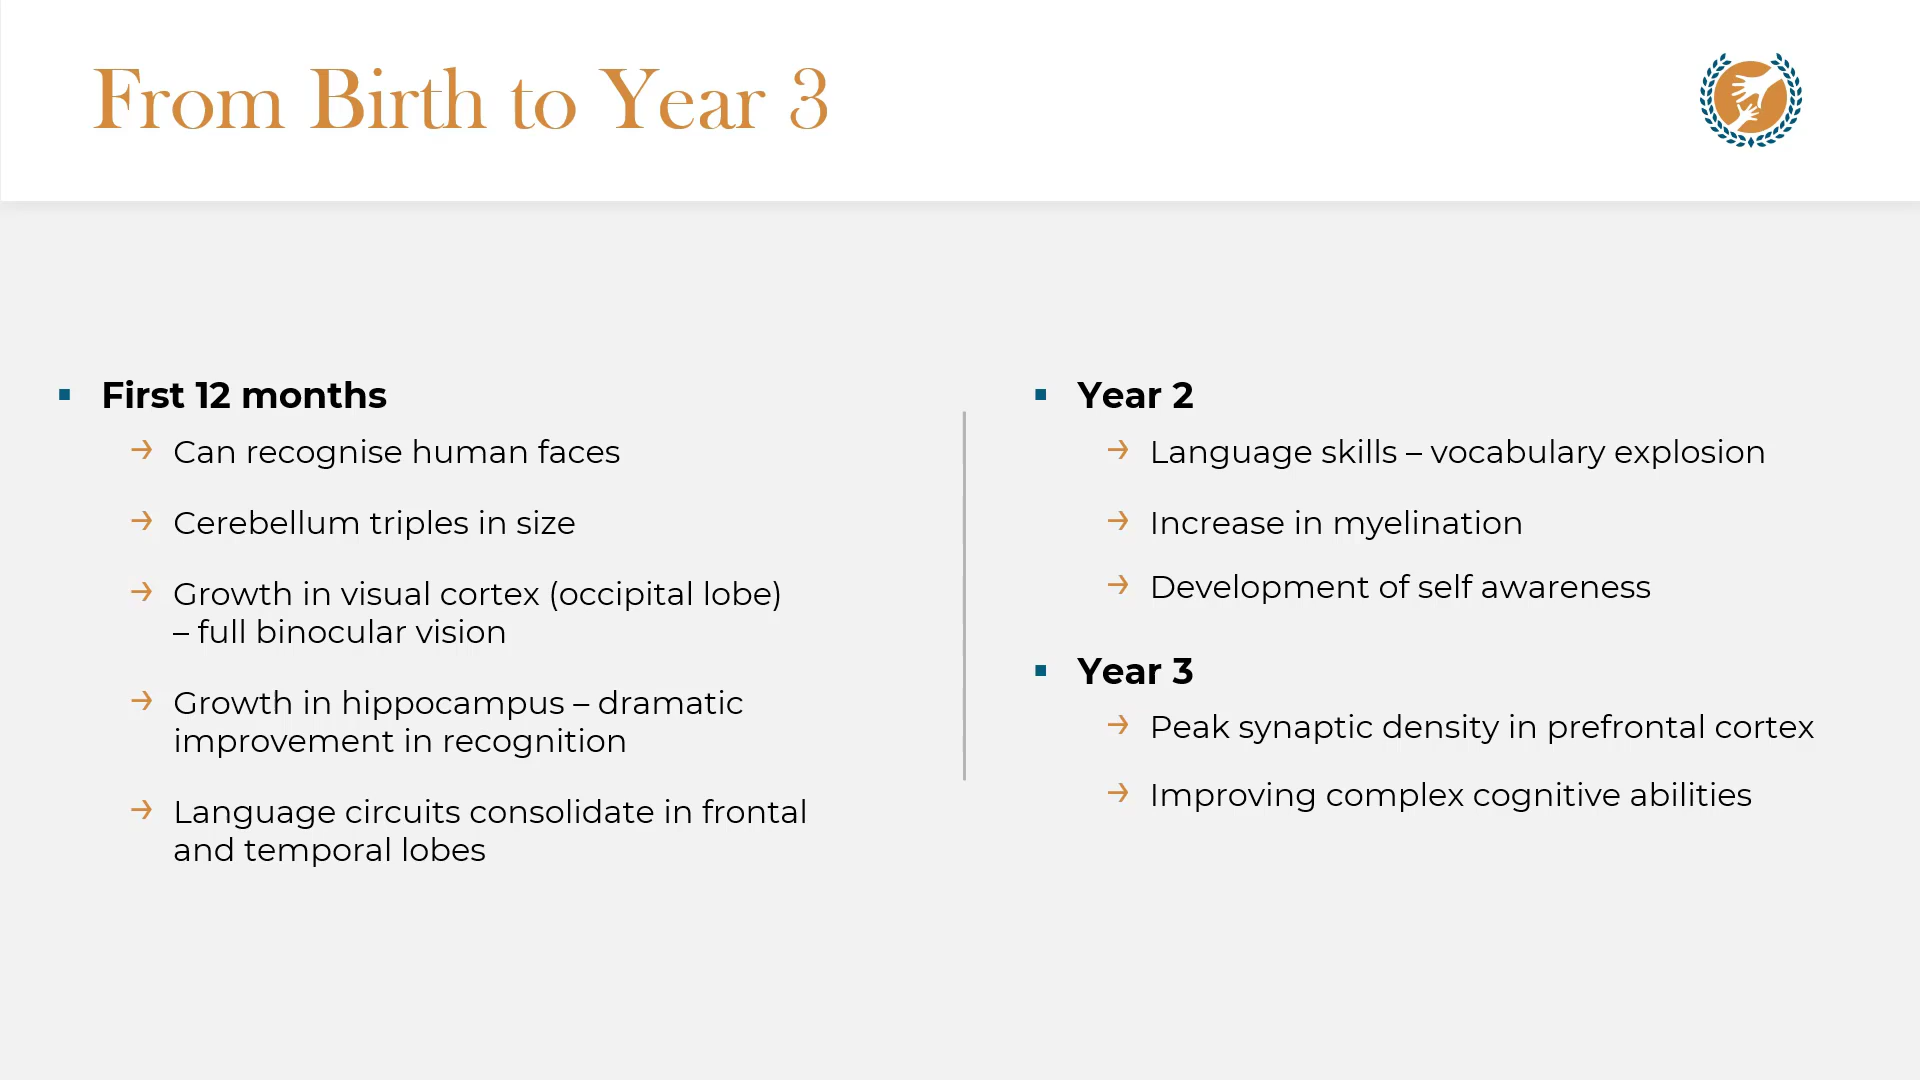 From Birth to Year 3
First 12 months
Can recognise human faces
Cerebellum triples in size
Growth in visual cortex (occipital lobe)
– full binocular vision
Growth in hippocampus – dramatic
improvement in recognition
Language circuits consolidate in frontal
and temporal lobes
Year 2
Language skills – vocabulary explosion
Increase in myelination
Development of self awareness
Year 3
Peak synaptic density in prefrontal cortex
Improving complex cognitive abilities